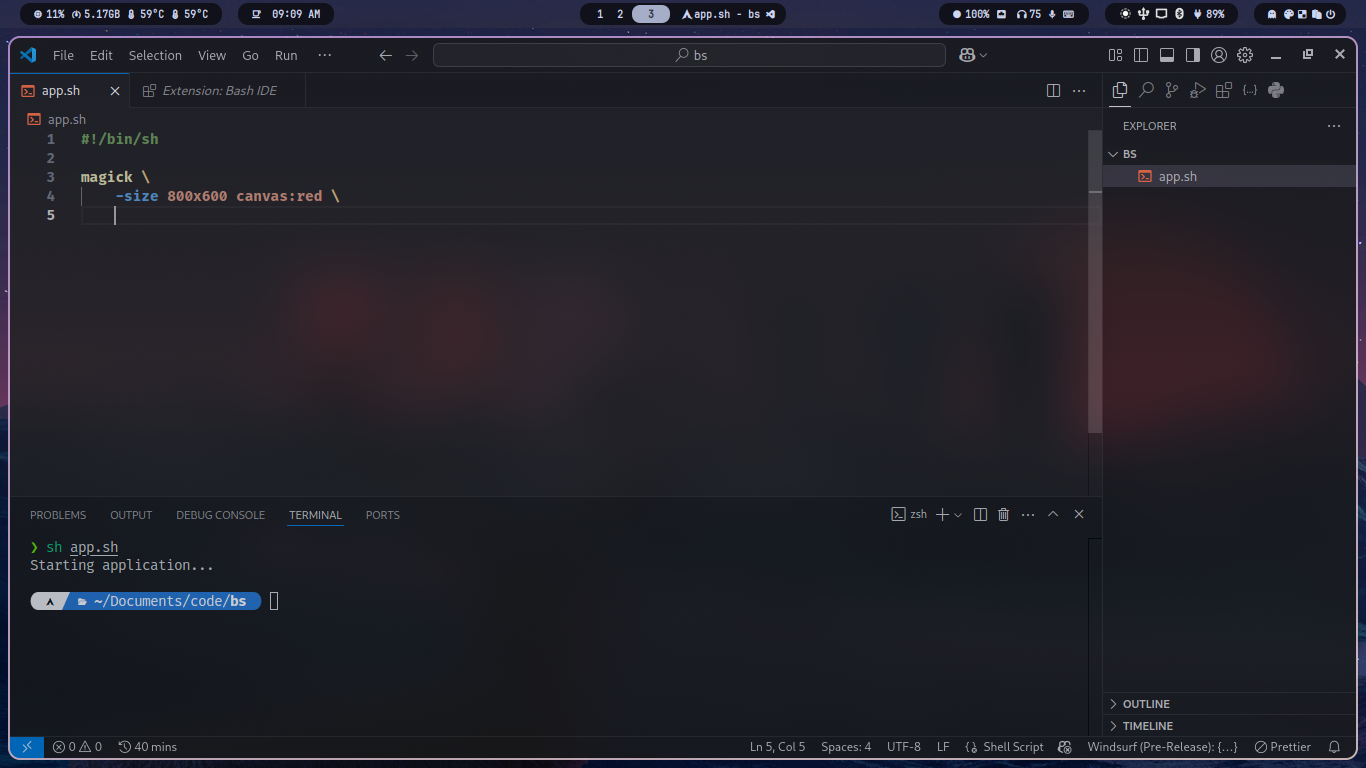 11% 5.17GB 59°C 59°C
09:09 AM
1 2 3 app.sh - bs
100% 75
89%
File Edit Selection View Go Run ···
bs
app.sh
Extension: Bash IDE
EXPLORER
app.sh
BS
app.sh
1 #!/bin/sh
2
3 magick \
4 -size 800x600 canvas:red \
5
PROBLEMS OUTPUT DEBUG CONSOLE TERMINAL PORTS
zsh
❯ sh app.sh
Starting application...
~/Documents/code/bs
OUTLINE
TIMELINE
0 0 40 mins
Ln 5, Col 5 Spaces: 4 UTF-8 LF Shell Script Windsurf (Pre-Release): {...} Prettier